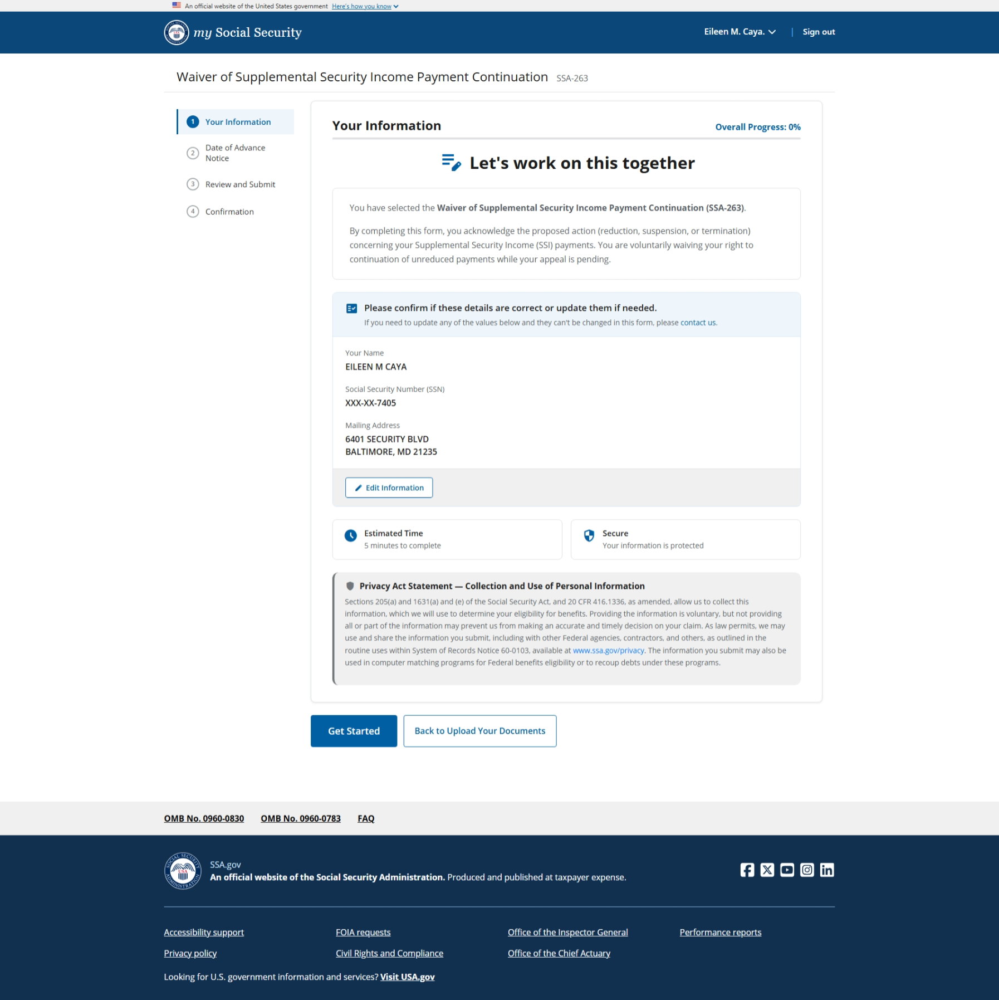 An official website of the United States government Here's how you know
my Social Security
Eileen M. Caya.
Sign out
Waiver of Supplemental Security Income Payment Continuation SSA-263
1 Your Information
2 Date of Advance
Notice
3 Review and Submit
4 Confirmation
Your Information
Overall Progress: 0%
Let's work on this together
You have selected the Waiver of Supplemental Security Income Payment Continuation (SSA-263).
By completing this form, you acknowledge the proposed action (reduction, suspension, or termination)
concerning your Supplemental Security Income (SSI) payments. You are voluntarily waiving your right to
continuation of unreduced payments while your appeal is pending.
Please confirm if these details are correct or update them if needed.
If you need to update any of the values below and they can't be changed in this form, please contact us.
Your Name
EILEEN M CAYA
Social Security Number (SSN)
XXX-XX-7405
Mailing Address
6401 SECURITY BLVD
BALTIMORE, MD 21235
Edit Information
Estimated Time
5 minutes to complete
Secure
Your information is protected
Privacy Act Statement — Collection and Use of Personal Information
Sections 205(a) and 1631(a) and (e) of the Social Security Act, and 20 CFR 416.1336, as amended, allow us to collect this
information, which we will use to determine your eligibility for benefits. Providing the information is voluntary, but not providing
all or part of the information may prevent us from making an accurate and timely decision on your claim. As law permits, we may
use and share the information you submit, including with other Federal agencies, contractors, and others, as outlined in the
routine uses within System of Records Notice 60-0103, available at www.ssa.gov/privacy. The information you submit may also be
used in computer matching programs for Federal benefits eligibility or to recoup debts under these programs.
Get Started
Back to Upload Your Documents
OMB No. 0960-0830
OMB No. 0960-0783
FAQ
SOCIAL SECURITY ADMINISTRATION
USA
SSA.gov
An official website of the Social Security Administration. Produced and published at taxpayer expense.
Accessibility support
FOIA requests
Office of the Inspector General
Performance reports
Privacy policy
Civil Rights and Compliance
Office of the Chief Actuary
Looking for U.S. government information and services? Visit USA.gov